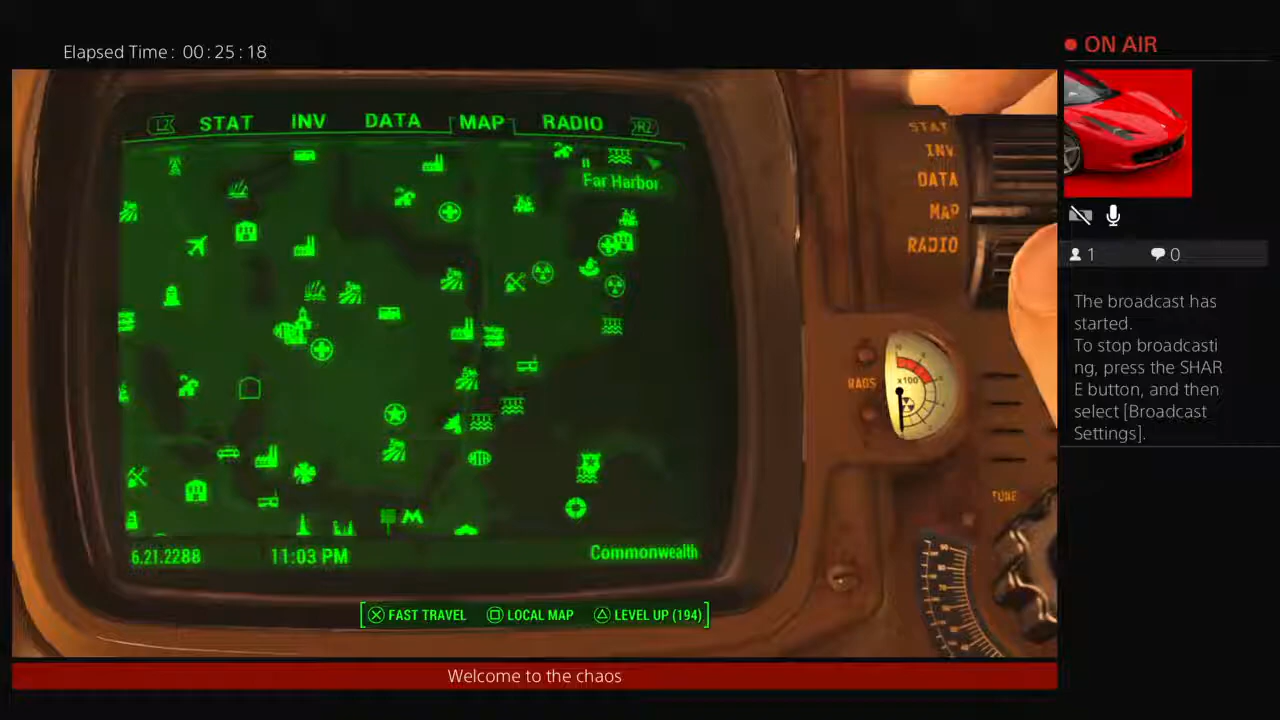 Elapsed Time: 00:25:18
ON AIR
L2 STAT INV DATA MAP RADIO R2
Far Harbor
STAT
INV
DATA
MAP
RADIO
1 0
The broadcast has
started.
To stop broadcasti
ng, press the SHAR
E button, and then
select [Broadcast
Settings].
RADS
x100
TUNE
6.21.2288 11:03 PM Commonwealth
FAST TRAVEL LOCAL MAP LEVEL UP (194)
Welcome to the chaos